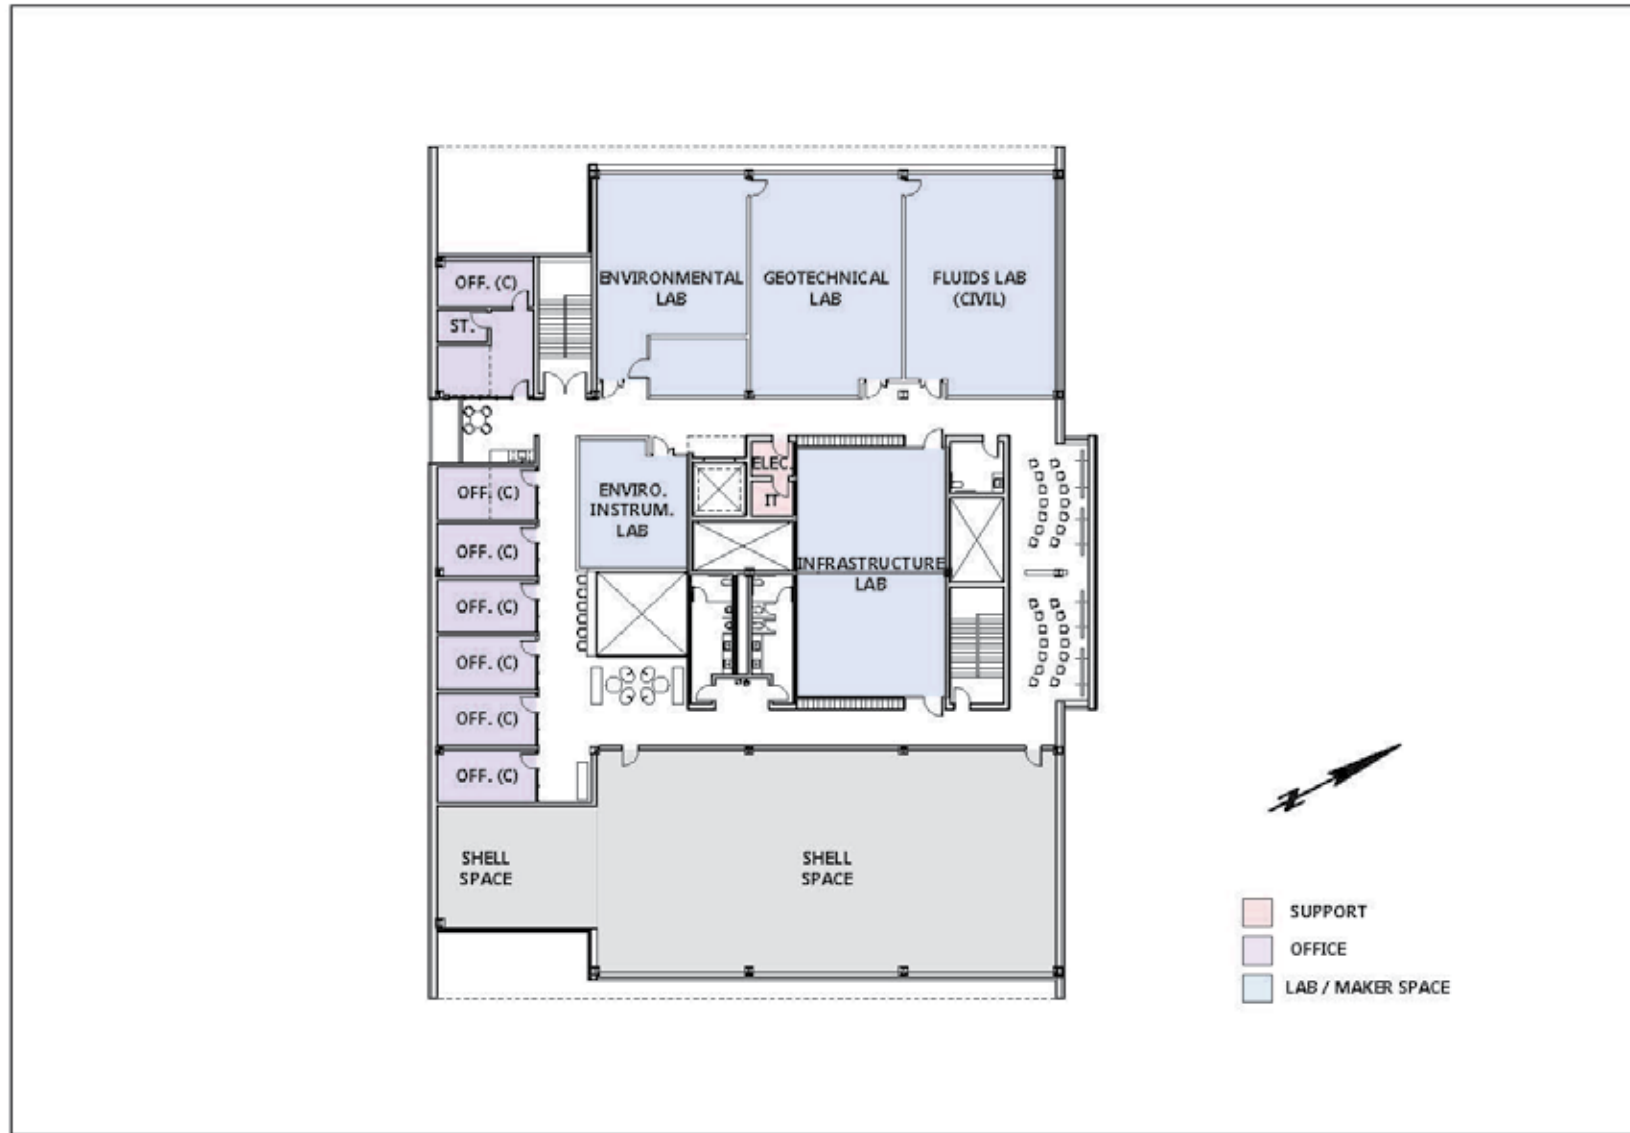 ENVIRONMENTAL
LAB
GEOTECHNICAL
LAB
FLUIDS LAB
(CIVIL)
OFF. (C)
ST.
ELEC.
IT
ENVIRO.
INSTRUM.
LAB
OFF. (C)
OFF. (C)
INFRASTRUCTURE
LAB
OFF. (C)
OFF. (C)
OFF. (C)
OFF. (C)
SHELL
SPACE
SHELL
SPACE
N
SUPPORT
OFFICE
LAB / MAKER SPACE